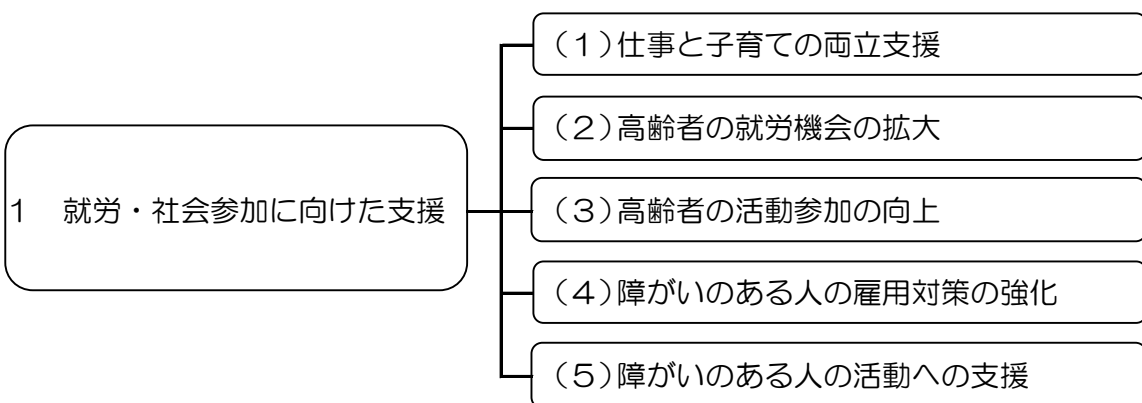 １　就労・社会参加に向けた支援
（１）仕事と子育ての両立支援
（２）高齢者の就労機会の拡大
（３）高齢者の活動参加の向上
（４）障がいのある人の雇用対策の強化
（５）障がいのある人の活動への支援